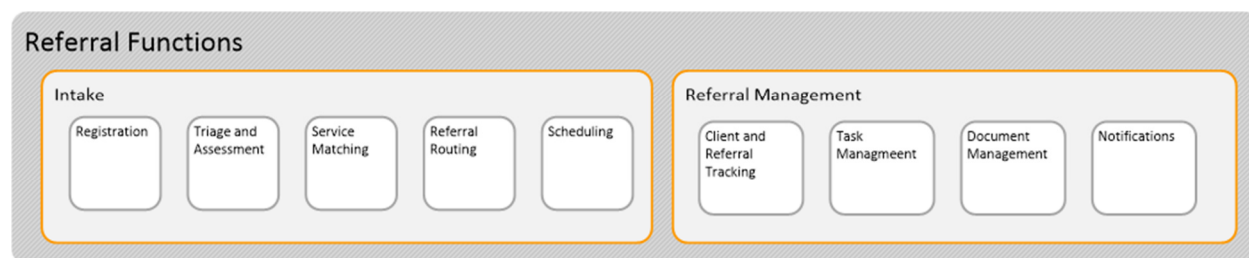 Referral Functions
Intake
Registration
Triage and
Assessment
Service
Matching
Referral
Routing
Scheduling
Referral Management
Client and
Referral
Tracking
Task
Managmeent
Document
Management
Notifications